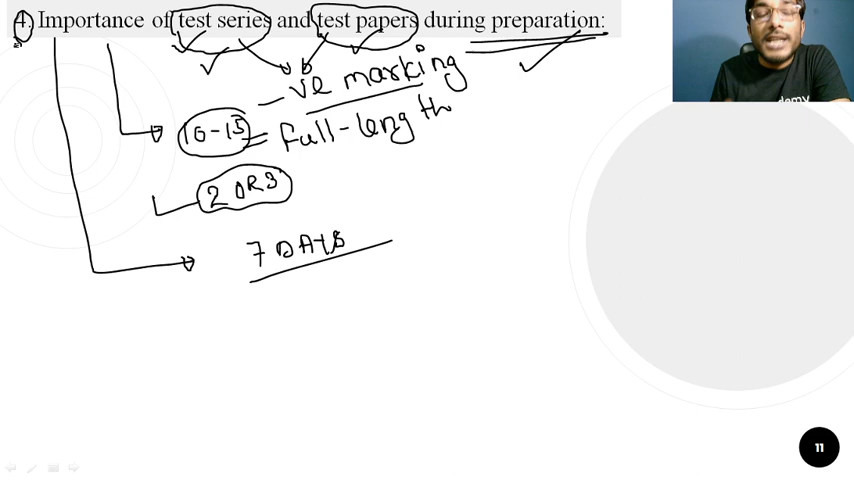 4. Importance of test series and test papers during preparation:
demy
-ve marking
10-15 = full-length
2 OR 3
7 DAYS
11